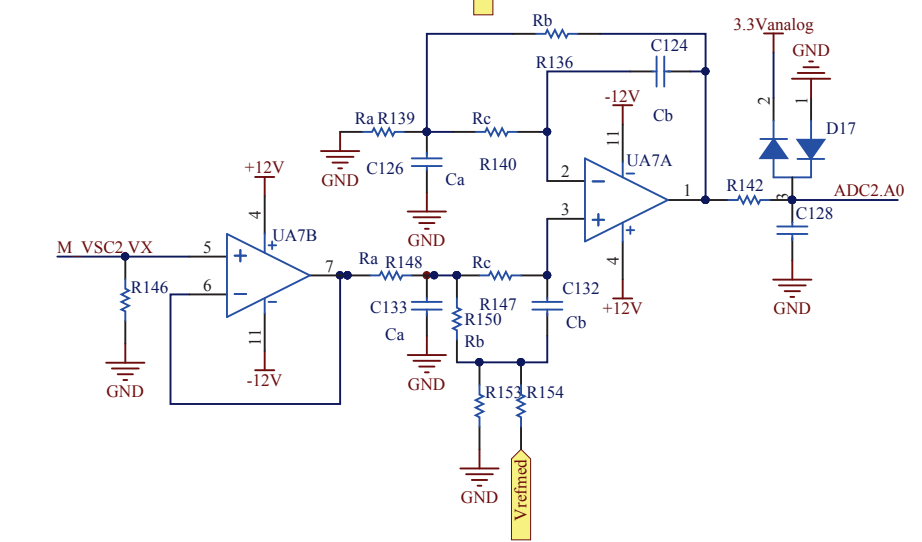 Rb
C124
3.3Vanalog
GND
R136
-12V
2
1
Ra R139
Rc
Cb
11
D17
C126
Ca
R140
UA7A
GND
+12V
2
1
R142
ADC2.A0
4
3
3
C128
GND
M_VSC2.VX
5
UA7B
Ra R148
Rc
4
7
6
C132
+12V
R146
C133
R147
R150
Cb
GND
11
Ca
Rb
-12V
GND
GND
R153
R154
Vrefmed
GND